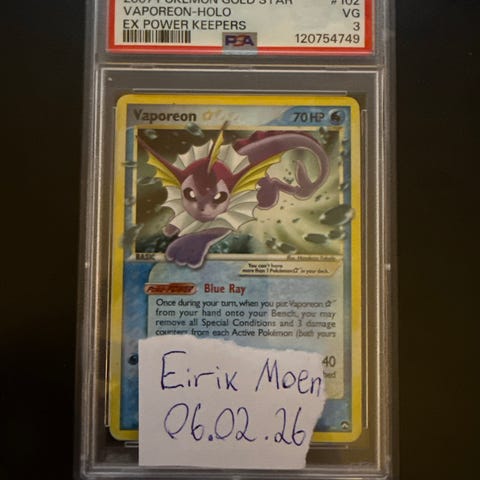 2007 POKEMON GOLD STAR #102
VAPOREON-HOLO VG
EX POWER KEEPERS 3
PSA 120754749
Vaporeon ☆ 70 HP
BASIC
You can't have
more than 1 Pokémon ☆ in your deck.
POKé-POWER Blue Ray
Once during your turn, when you put Vaporeon ☆
from your hand onto your Bench, you may
remove all Special Conditions and 3 damage
counters from each Active Pokémon (both yours
40
Eirik Moen
06.02.26